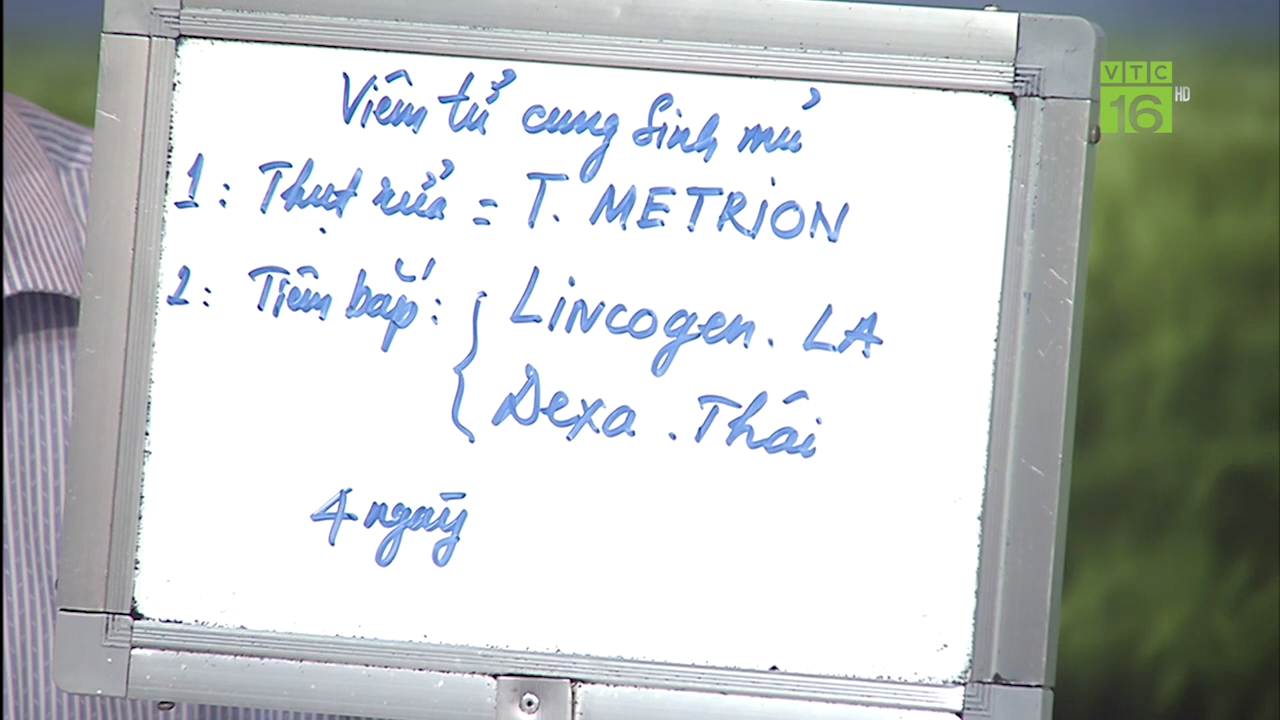 VTC
16 HD
Viêm tử cung sinh mủ
1: Thụt rửa = T. METRION
2: Tiêm bắp: { Lincogen. LA
Dexa. Thái
4 ngày